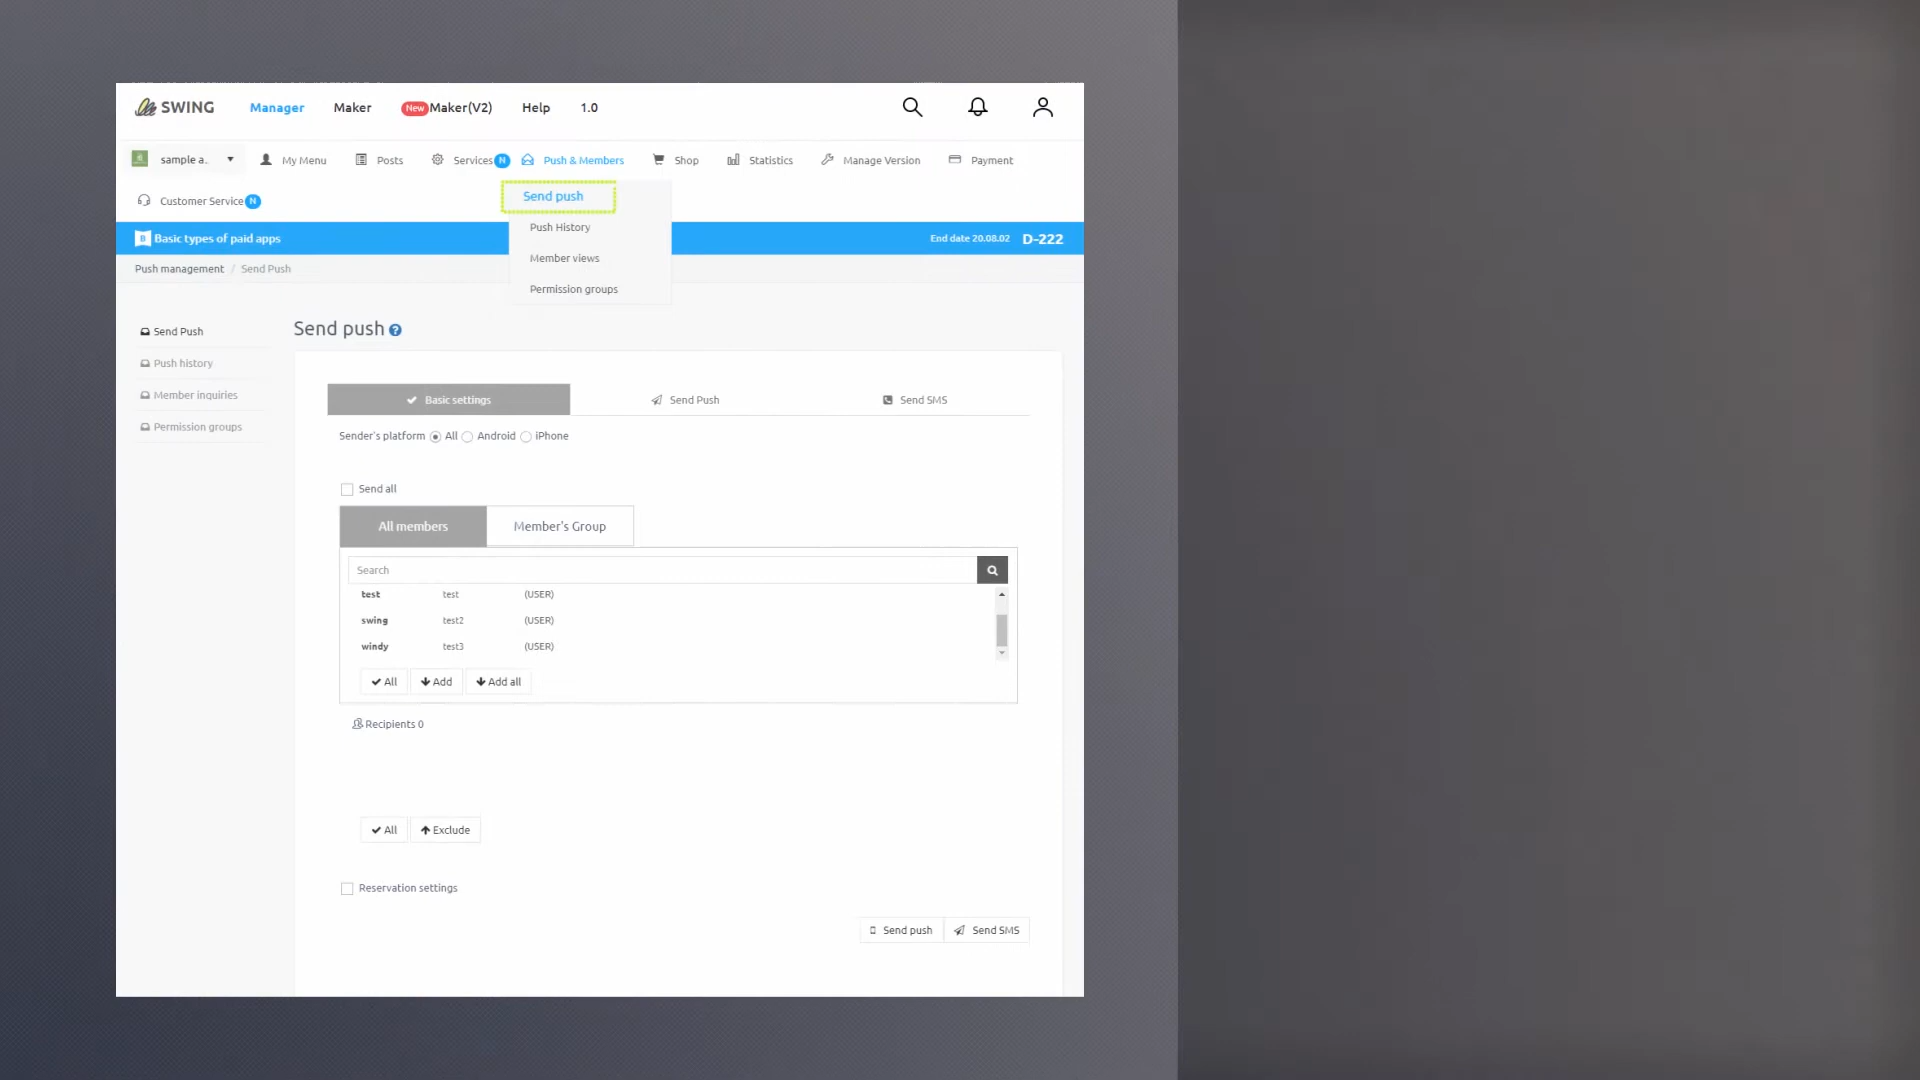 SWING Manager Maker New Maker(V2) Help 1.0
sample a.. My Menu Posts Services N Push & Members Shop Statistics Manage Version Payment
Send push
Customer Service N
Push History
B Basic types of paid apps End date 20.08.02 D-222
Member views
Push management / Send Push
Permission groups
Send push ?
Send Push
Push history
Member inquiries
Permission groups
Basic settings Send Push Send SMS
Sender's platform All Android iPhone
Send all
All members Member's Group
Search
test test (USER)
swing test2 (USER)
windy test3 (USER)
All Add Add all
Recipients 0
All Exclude
Reservation settings
Send push Send SMS